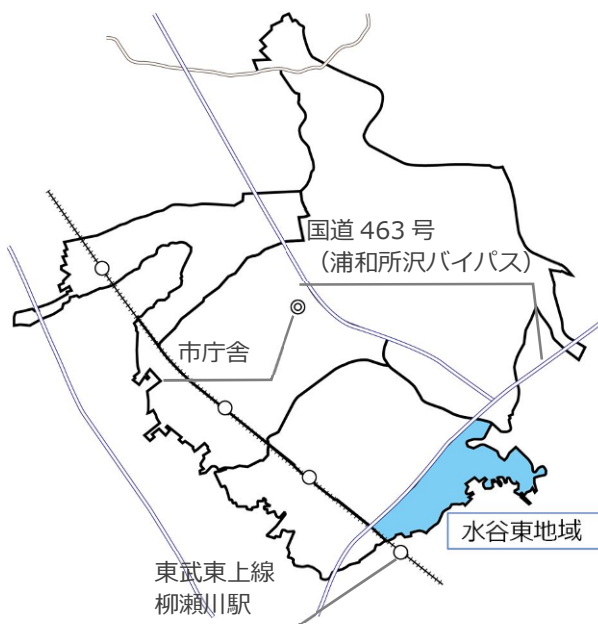 国道 463 号
（浦和所沢バイパス）
市庁舎
水谷東地域
東武東上線
柳瀬川駅